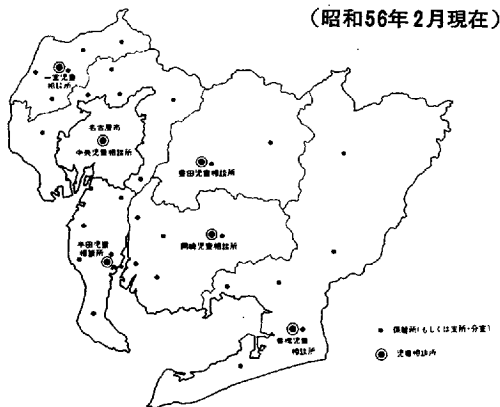 (昭和56年2月現在)
一宮児童
相談所
名古屋市
中央児童相談所
豊田児童相談所
岡崎児童相談所
半田児童
相談所
豊橋児童
相談所
保健所(もしくは支所・分室)
児童相談所